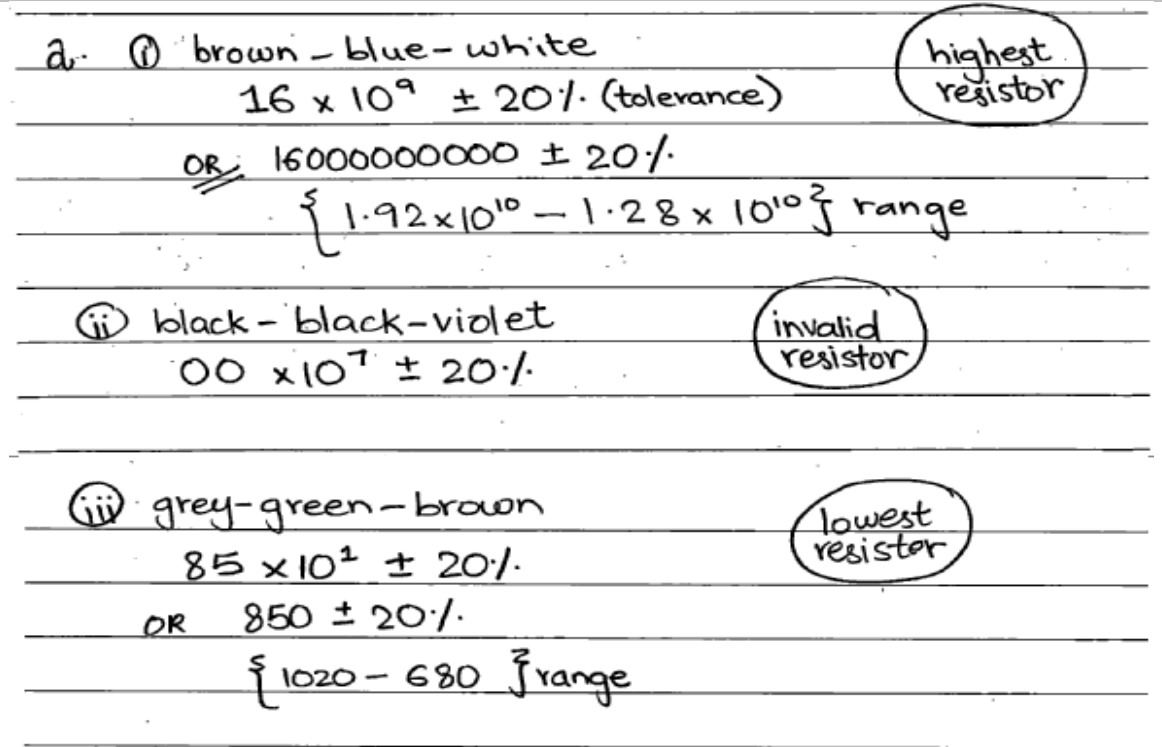 a. (i) brown - blue - white
highest
resistor
16 x 10⁹ ± 20% (tolerance)
OR 16000000000 ± 20%
{1.92x10¹⁰ - 1.28 x 10¹⁰} range
(ii) black - black-violet
invalid
resistor
00 x10⁷ ± 20%
(iii) grey-green-brown
lowest
resistor
85 x10¹ ± 20%
OR 850 ± 20%
{1020 - 680} range